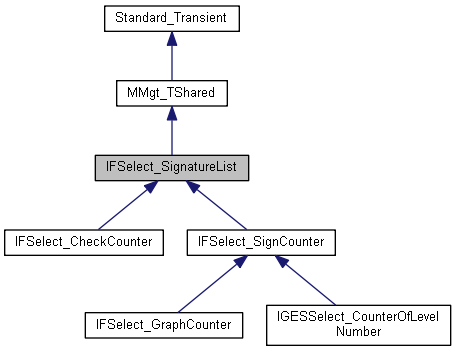 Standard_Transient
MMgt_TShared
IFSelect_SignatureList
IFSelect_CheckCounter
IFSelect_SignCounter
IFSelect_GraphCounter
IGESSelect_CounterOfLevel
Number